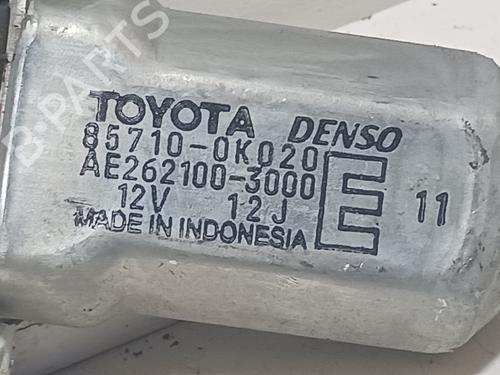 TOYOTA DENSO
85710-0K020
AE262100-3000
12V 12J
MADE IN INDONESIA
E 11
B-PARTS